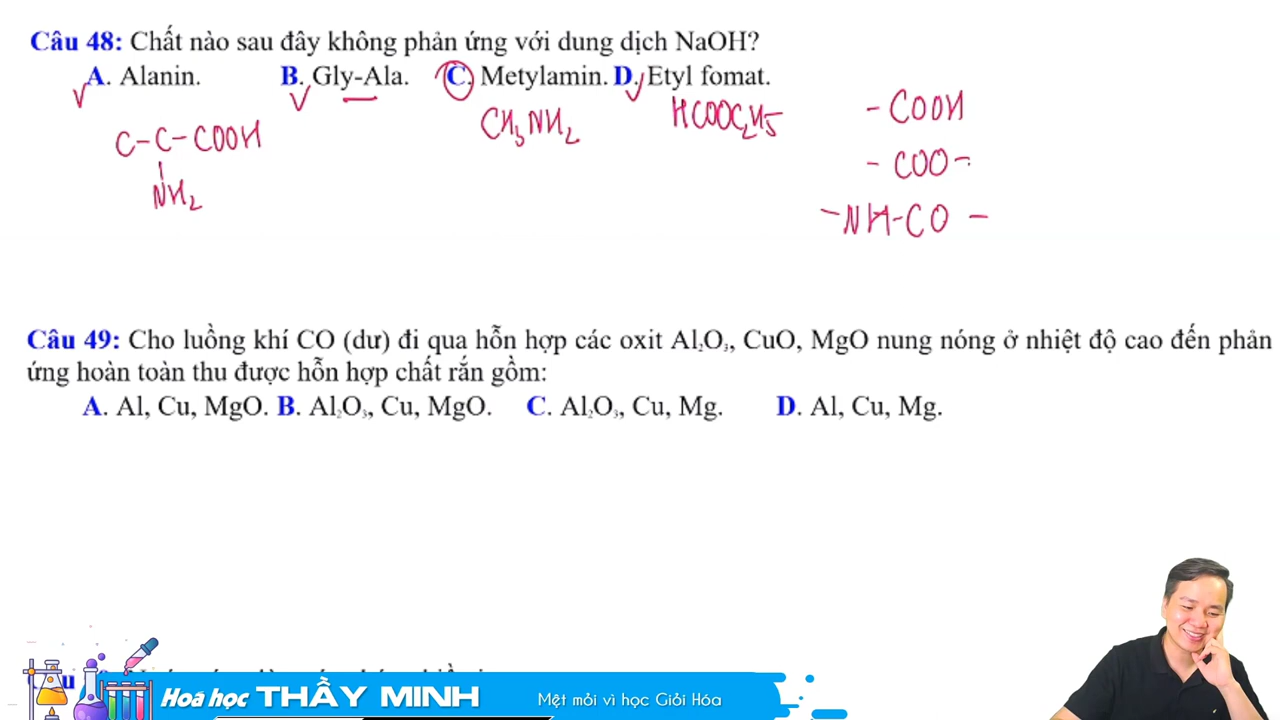 Câu 48: Chất nào sau đây không phản ứng với dung dịch NaOH?
A. Alanin. B. Gly-Ala. C. Metylamin. D. Etyl fomat.
C-C-COOH
NH₂
CH₃NH₂
HCOOC₂H₅
-COOH
-COO-
-NH-CO-
Câu 49: Cho luồng khí CO (dư) đi qua hỗn hợp các oxit Al₂O₃, CuO, MgO nung nóng ở nhiệt độ cao đến phản
ứng hoàn toàn thu được hỗn hợp chất rắn gồm:
A. Al, Cu, MgO. B. Al₂O₃, Cu, MgO. C. Al₂O₃, Cu, Mg. D. Al, Cu, Mg.
Hoá học THẦY MINH Mệt mỏi vì học Giỏi Hóa